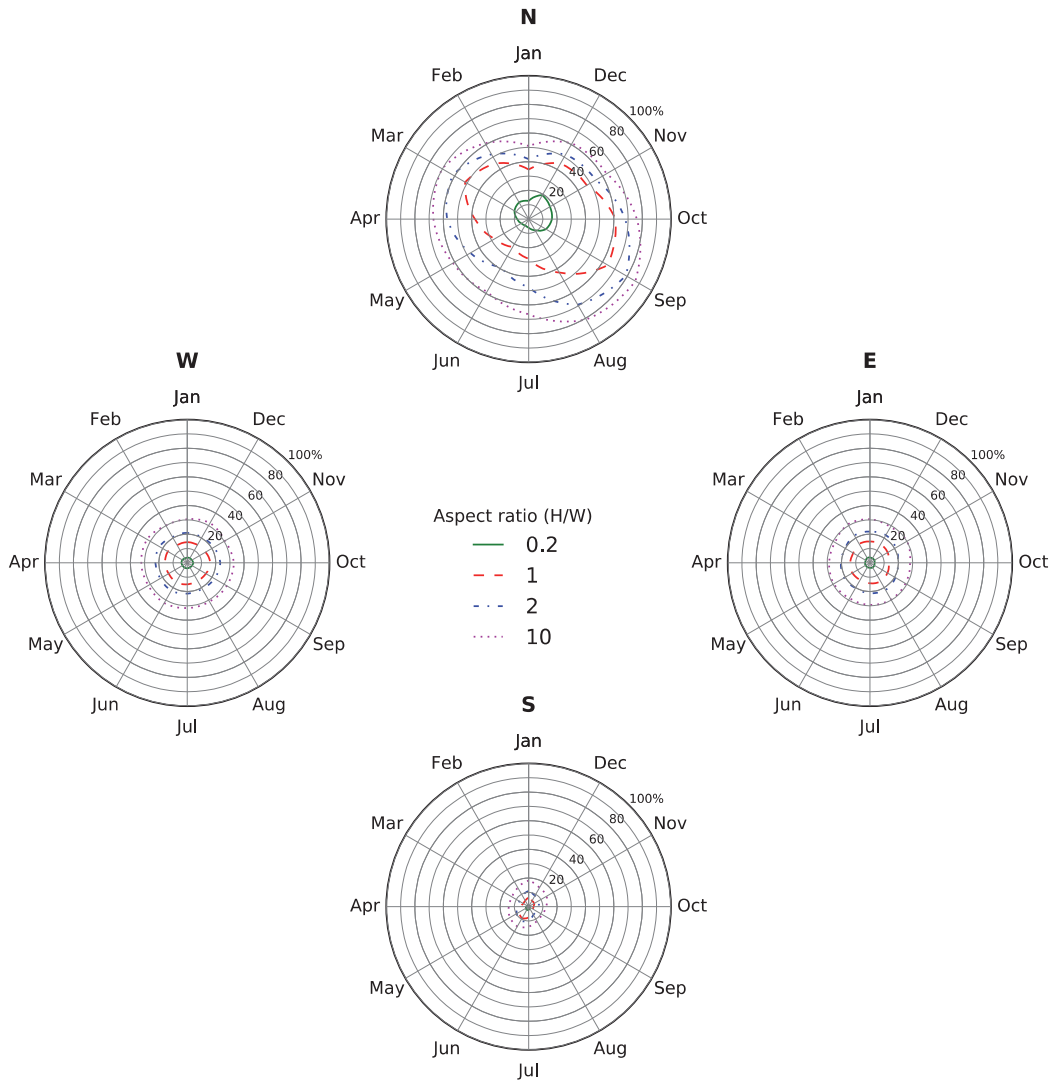 N
Jan
Feb
Dec
100%
Mar
80
Nov
60
40
20
Apr
Oct
May
Sep
Jun
Aug
Jul
W
Jan
Feb
Dec
100%
Mar
80
Nov
60
40
20
Apr
Oct
May
Sep
Jun
Aug
Jul
Aspect ratio (H/W)
0.2
1
2
10
E
Jan
Feb
Dec
100%
Mar
80
Nov
60
40
20
Apr
Oct
May
Sep
Jun
Aug
Jul
S
Jan
Feb
Dec
100%
Mar
80
Nov
60
40
20
Apr
Oct
May
Sep
Jun
Aug
Jul